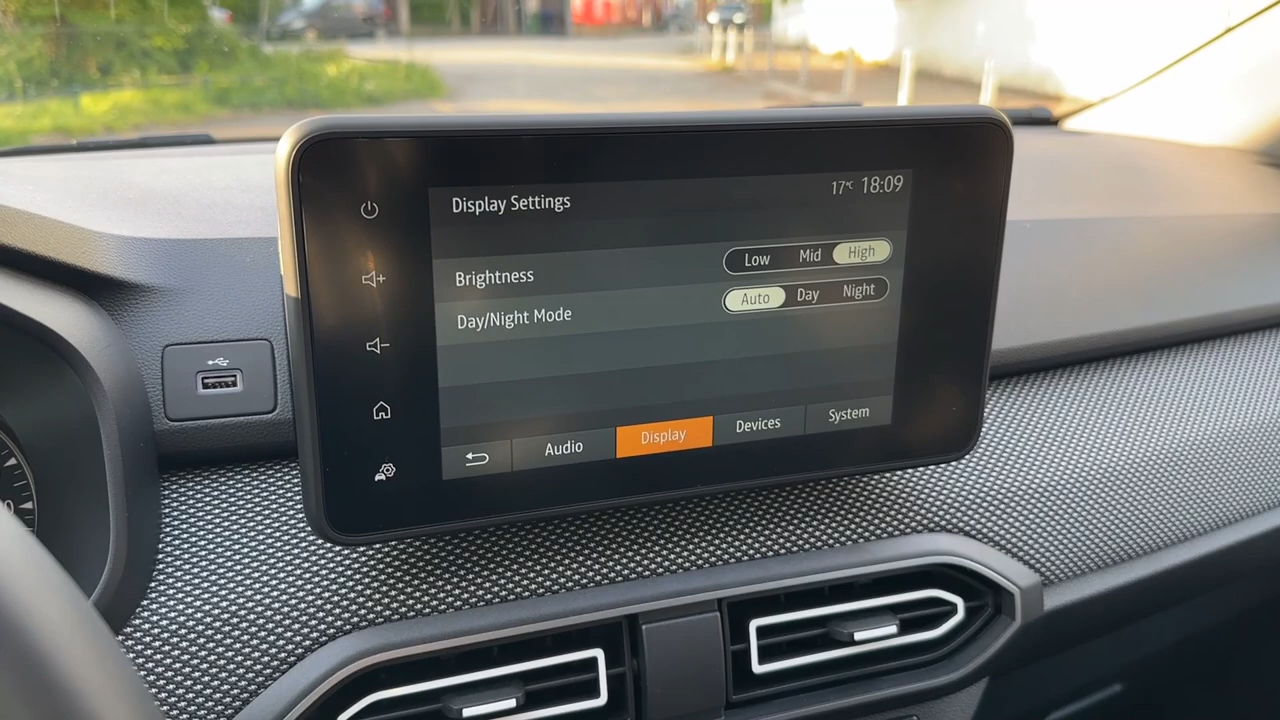 Display Settings
17°C 18:09
Brightness
Low Mid High
Day/Night Mode
Auto Day Night
Audio Display Devices System